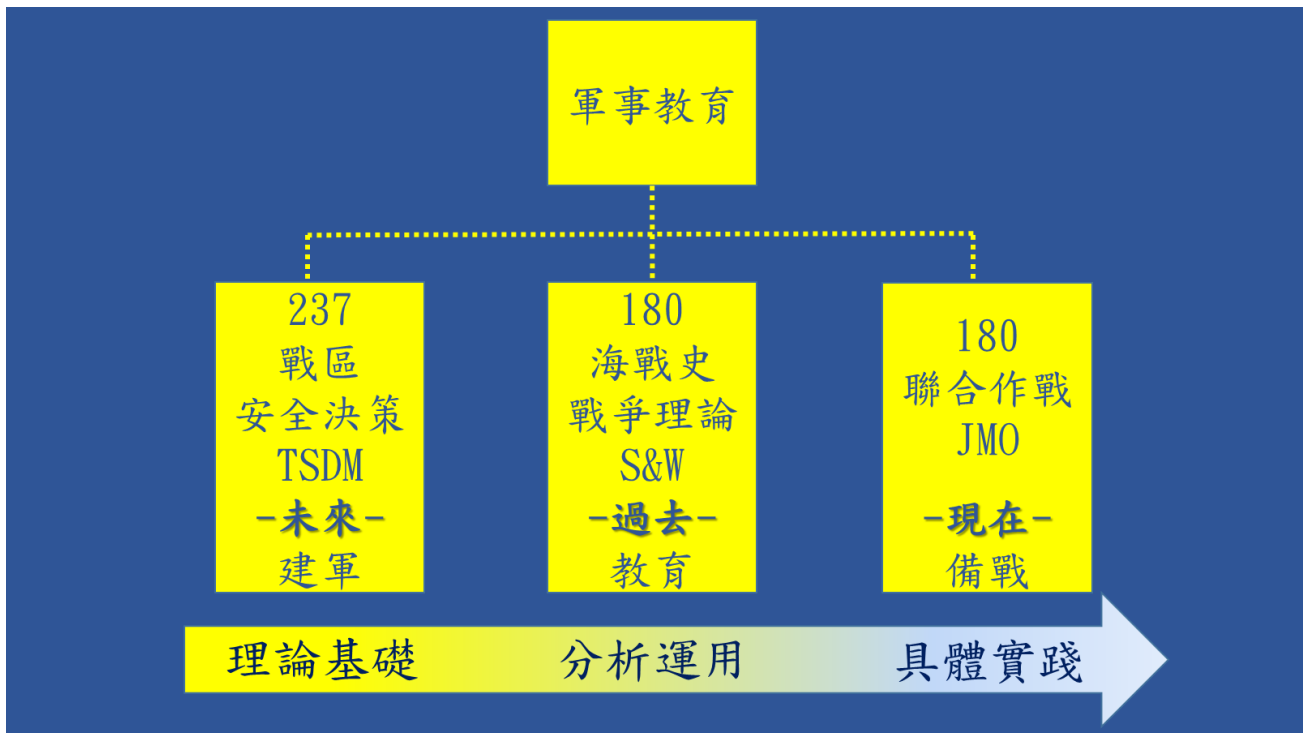 軍事教育
237
戰區
安全決策
TSDM
-未來-
建軍
180
海戰史
戰爭理論
S&W
-過去-
教育
180
聯合作戰
JMO
-現在-
備戰
理論基礎
分析運用
具體實踐